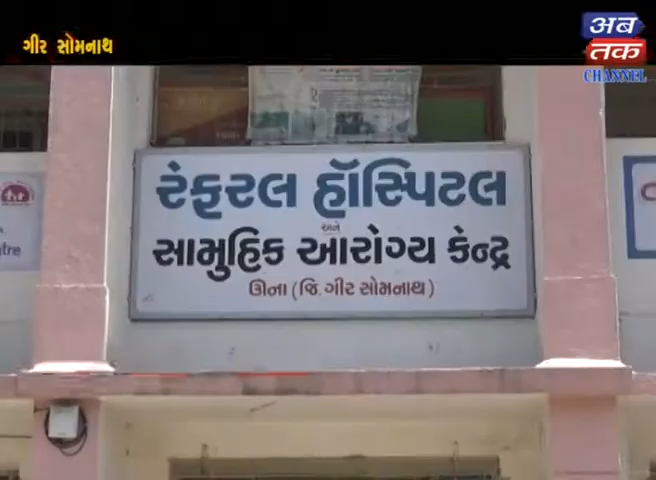 ગીર સોમનાથ
અબ
તક
CHANNEL
રેફરલ હૉસ્પિટલ
અને
સામુહિક આરોગ્ય કેન્દ્ર
ઊના (જિ. ગીર સોમનાથ)